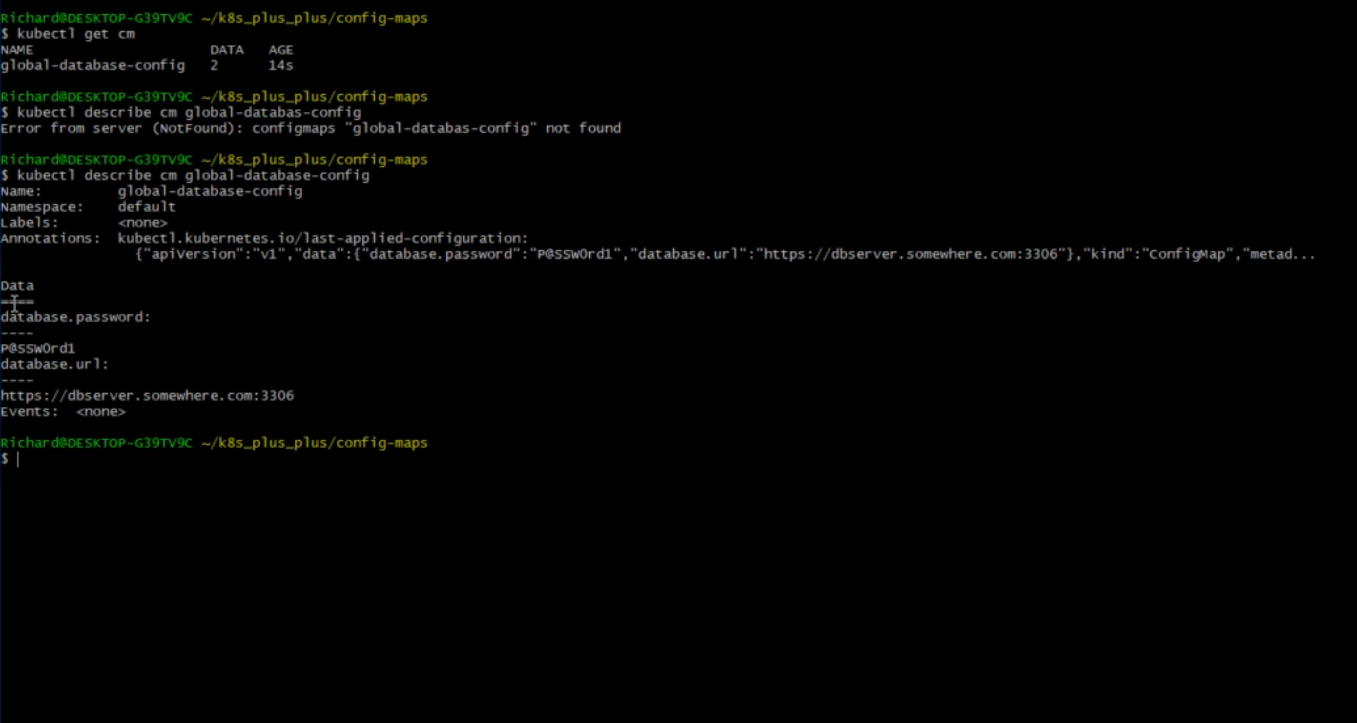 Richard@DESKTOP-G39TV9C ~/k8s_plus_plus/config-maps
$ kubectl get cm
NAME                     DATA   AGE
global-database-config   2      14s
Richard@DESKTOP-G39TV9C ~/k8s_plus_plus/config-maps
$ kubectl describe cm global-databas-config
Error from server (NotFound): configmaps "global-databas-config" not found
Richard@DESKTOP-G39TV9C ~/k8s_plus_plus/config-maps
$ kubectl describe cm global-database-config
Name:         global-database-config
Namespace:    default
Labels:       <none>
Annotations:  kubectl.kubernetes.io/last-applied-configuration:
                {"apiVersion":"v1","data":{"database.password":"P@SSW0rd1","database.url":"https://dbserver.somewhere.com:3306"},"kind":"ConfigMap","metad...
Data
====
database.password:
----
P@SSW0rd1
database.url:
----
https://dbserver.somewhere.com:3306
Events:  <none>
Richard@DESKTOP-G39TV9C ~/k8s_plus_plus/config-maps
$